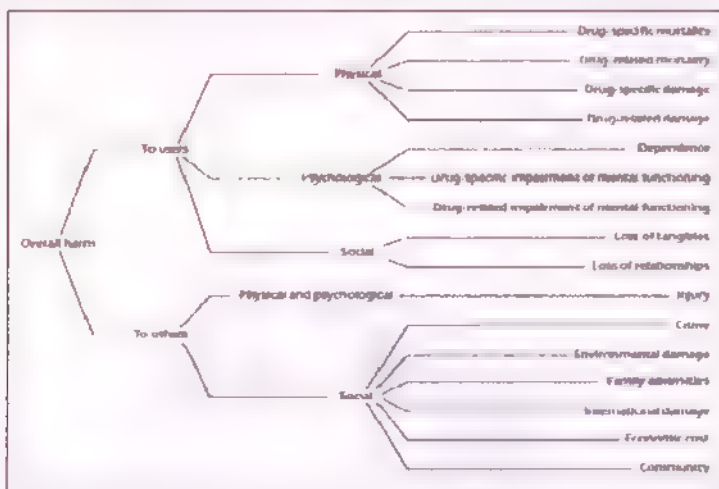 Drug-specific mortality
Drug-related mortality
Physical
Drug-specific damage
Drug-related damage
To users
Dependence
Psychological
Drug-specific impairment of mental functioning
Drug-related impairment of mental functioning
Overall harm
Social
Loss of tangibles
Loss of relationships
Physical and psychological
Injury
To others
Crime
Environmental damage
Family adversities
Social
International damage
Economic cost
Community